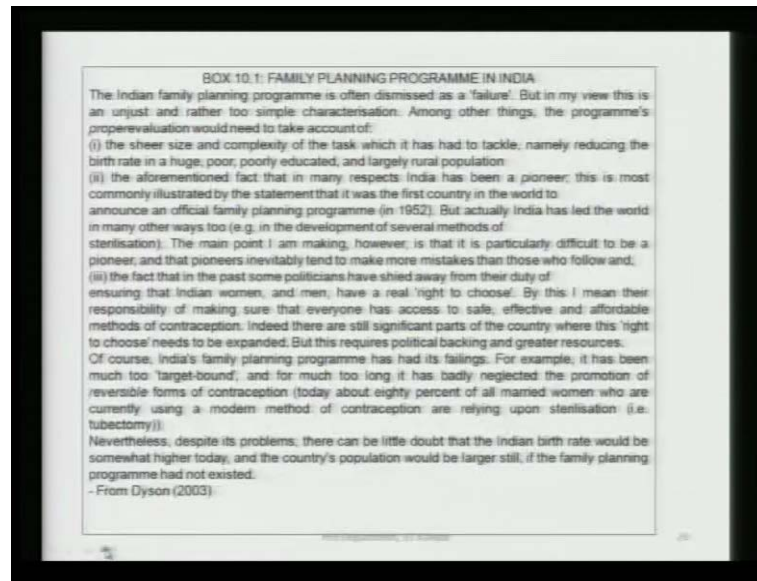 BOX 10.1: FAMILY PLANNING PROGRAMME IN INDIA
The Indian family planning programme is often dismissed as a 'failure'. But in my view this is
an unjust and rather too simple characterisation. Among other things, the programme's
properevaluation would need to take account of:
(i) the sheer size and complexity of the task which it has had to tackle, namely reducing the
birth rate in a huge, poor, poorly educated, and largely rural population
(ii) the aforementioned fact that in many respects India has been a pioneer; this is most
commonly illustrated by the statement that it was the first country in the world to
announce an official family planning programme (in 1952). But actually India has led the world
in many other ways too (e.g. in the development of several methods of
sterilisation). The main point I am making, however, is that it is particularly difficult to be a
pioneer, and that pioneers inevitably tend to make more mistakes than those who follow and;
(iii) the fact that in the past some politicians have shied away from their duty of
ensuring that Indian women, and men, have a real 'right to choose'. By this I mean their
responsibility of making sure that everyone has access to safe, effective and affordable
methods of contraception. Indeed there are still significant parts of the country where this 'right
to choose' needs to be expanded. But this requires political backing and greater resources.
Of course, India's family planning programme has had its failings. For example, it has been
much too 'target-bound', and for much too long it has badly neglected the promotion of
reversible forms of contraception (today about eighty percent of all married women who are
currently using a modern method of contraception are relying upon sterilisation (i.e.
tubectomy)).
Nevertheless, despite its problems, there can be little doubt that the Indian birth rate would be
somewhat higher today, and the country's population would be larger still, if the family planning
programme had not existed.
- From Dyson (2003)